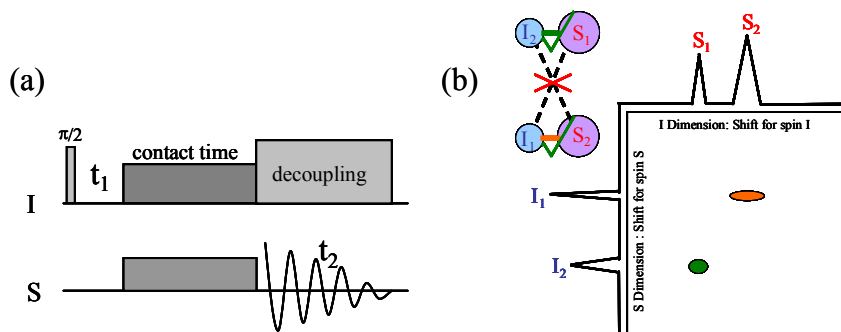 (a)
π/2
t1
contact time
decoupling
I
t2
S
(b)
I2
S1
I1
S2
S1
S2
I Dimension: Shift for spin I
S Dimension : Shift for spin S
I1
I2